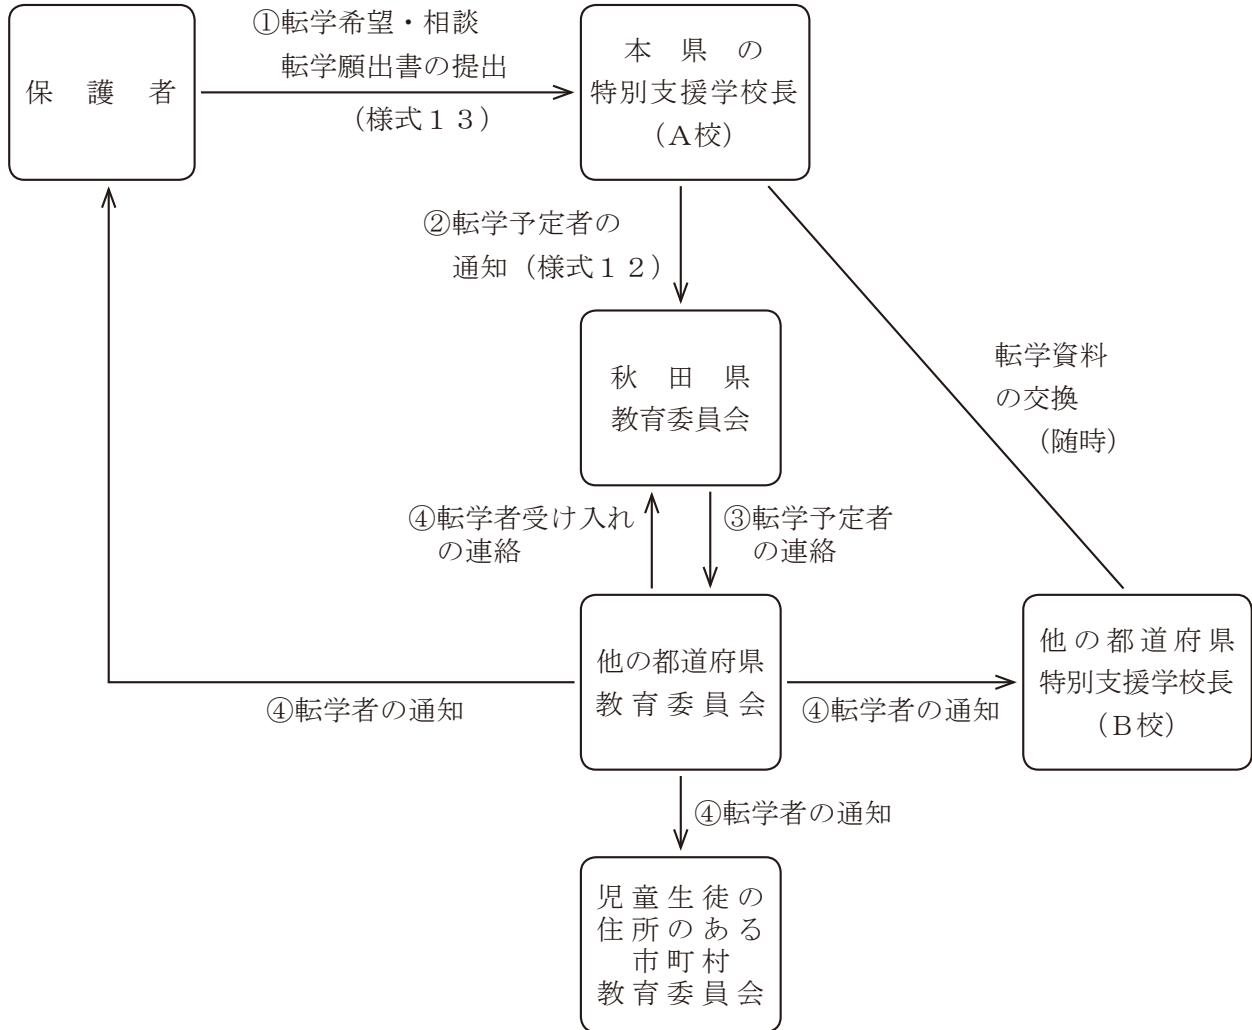 ①転学希望・相談
転学願出書の提出
(様式13)
保護者
本県の
特別支援学校長
(A校)
②転学予定者の
通知(様式12)
秋田県
教育委員会
転学資料
の交換
(随時)
④転学者受け入れ
の連絡
③転学予定者
の連絡
他の都道府県
教育委員会
他の都道府県
特別支援学校長
(B校)
④転学者の通知
④転学者の通知
④転学者の通知
児童生徒の
住所のある
市町村
教育委員会